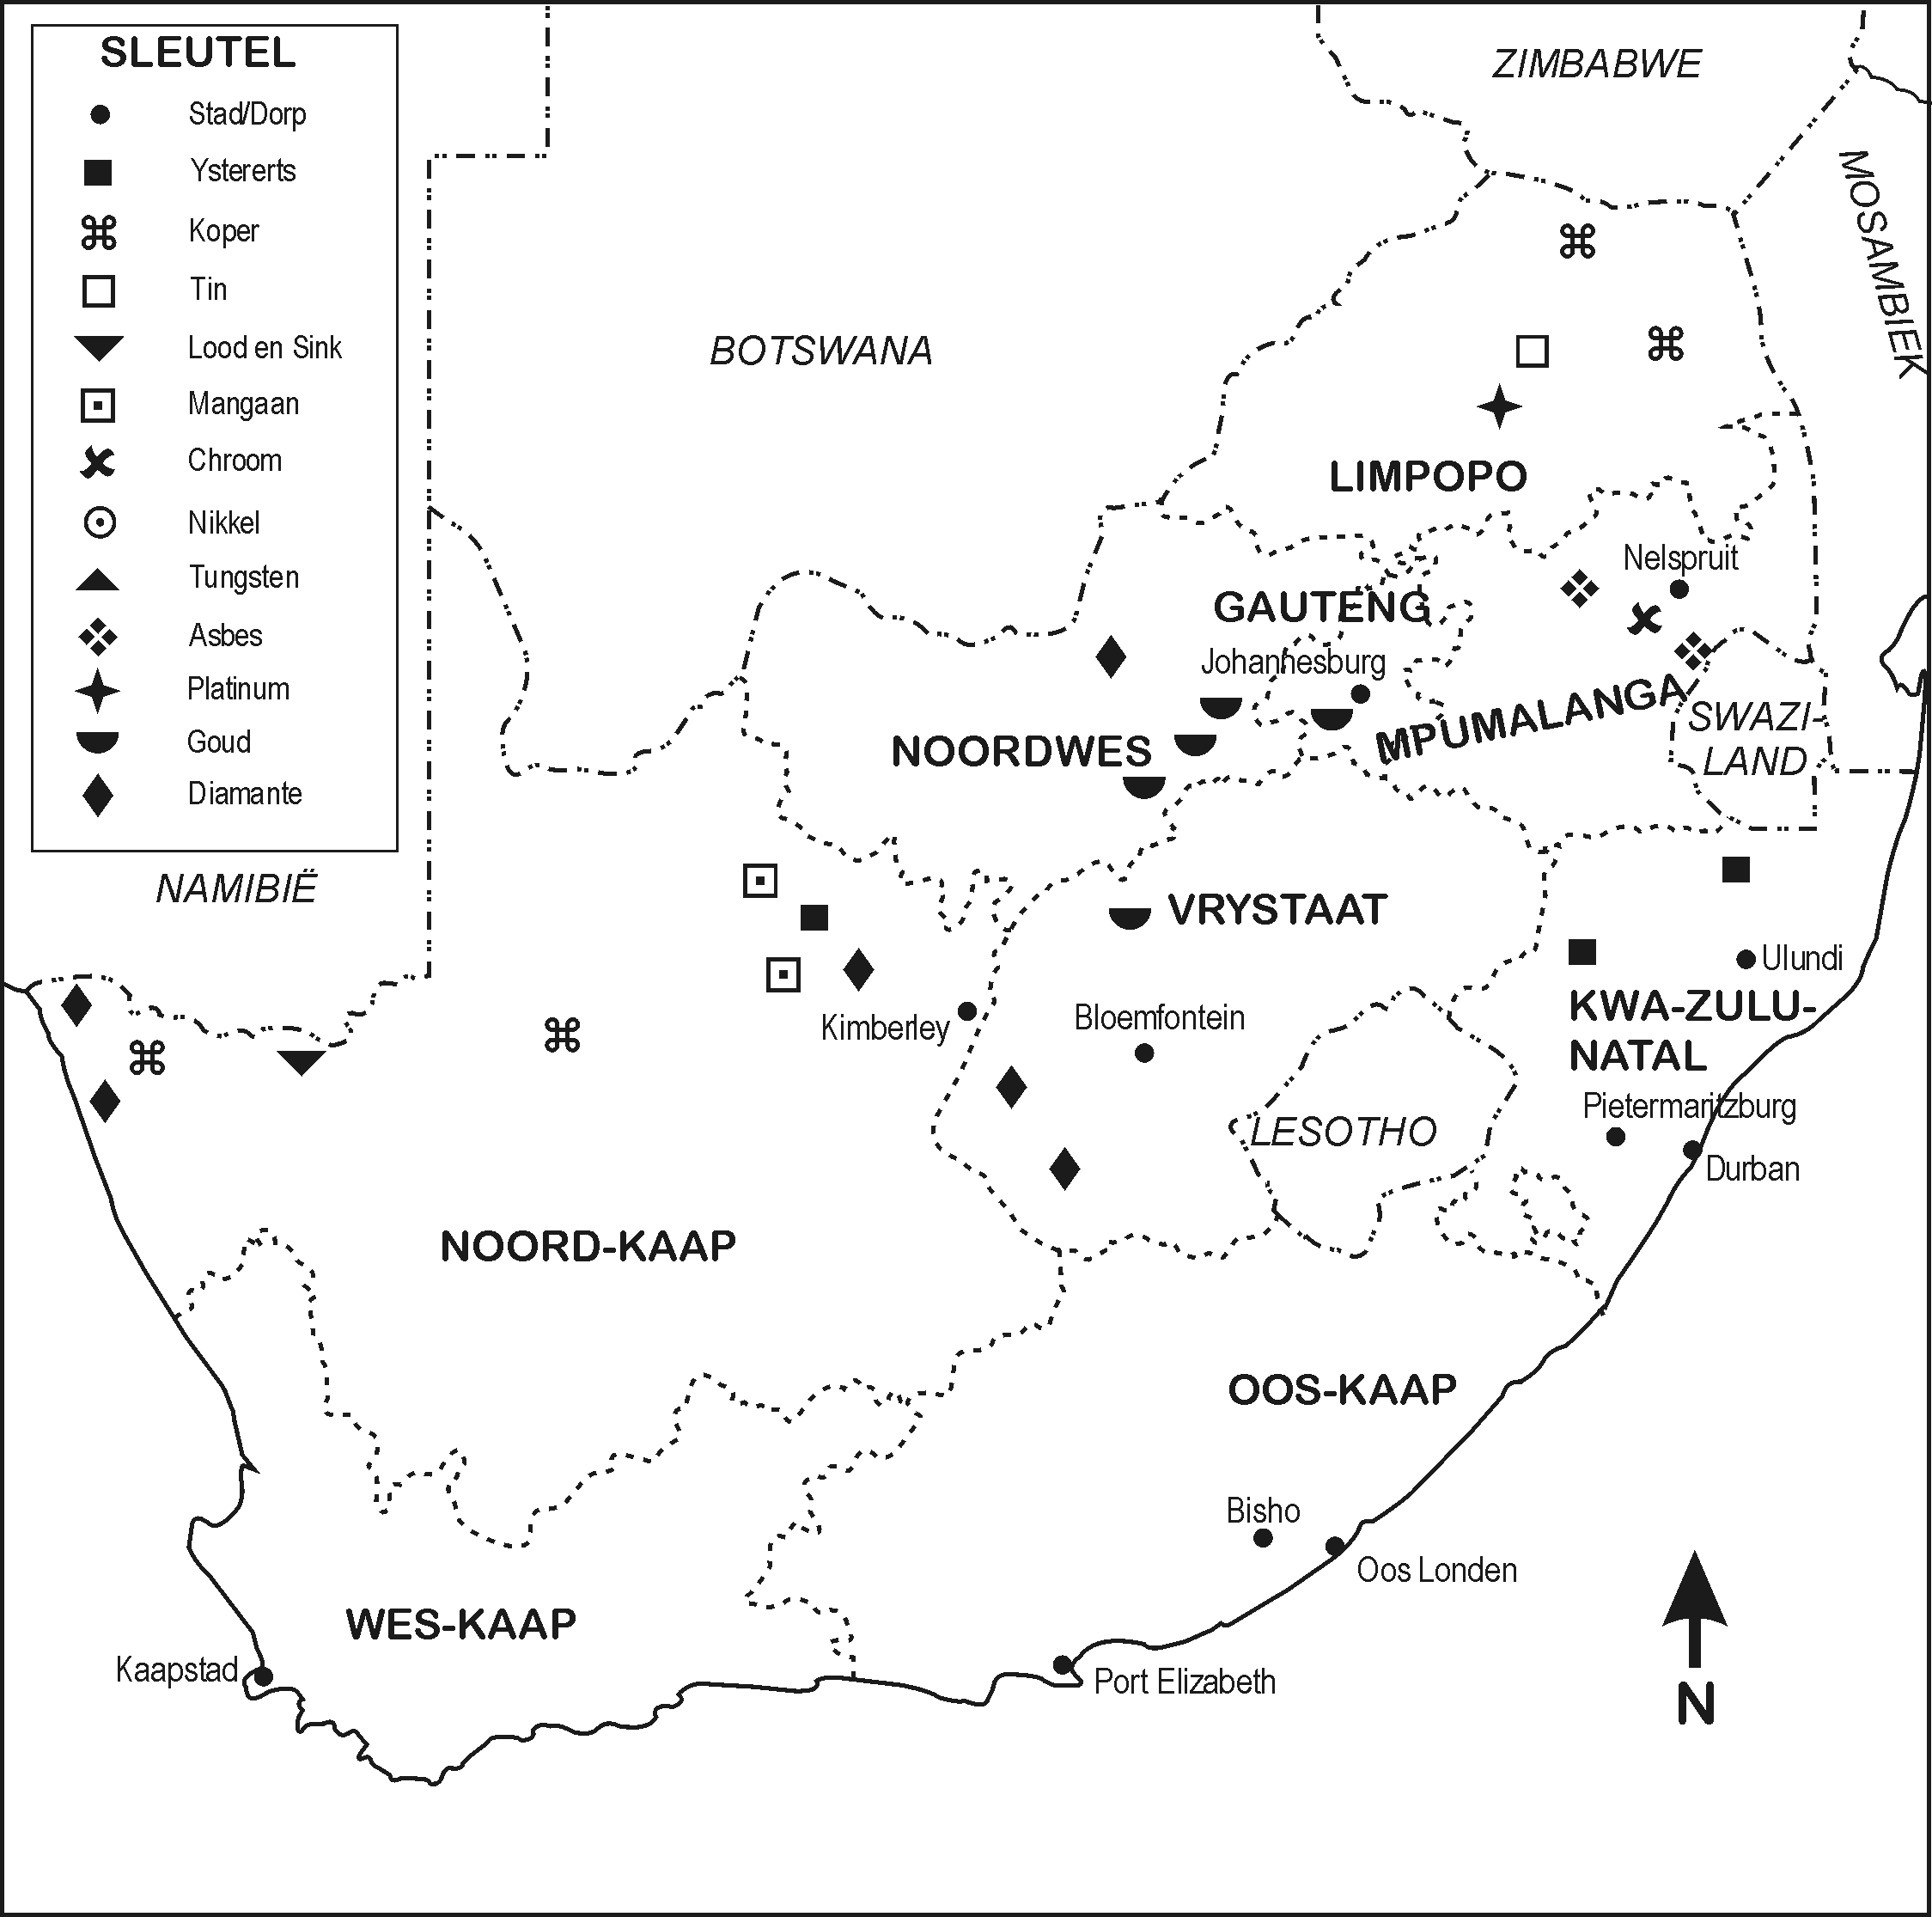 SLEUTEL
Stad/Dorp
Ystererts
Koper
Tin
Lood en Sink
Mangaan
Chroom
Nikkel
Tungsten
Asbes
Platinum
Goud
Diamante
ZIMBABWE
MOSAMBIEK
BOTSWANA
LIMPOPO
Nelspruit
GAUTENG
Johannesburg
MPUMALANGA
SWAZI-
LAND
NOORDWES
NAMIBIË
VRYSTAAT
Ulundi
KWA-ZULU-
NATAL
Kimberley
Bloemfontein
Pietermaritzburg
LESOTHO
Durban
NOORD-KAAP
OOS-KAAP
Bisho
Oos Londen
WES-KAAP
Kaapstad
Port Elizabeth
N